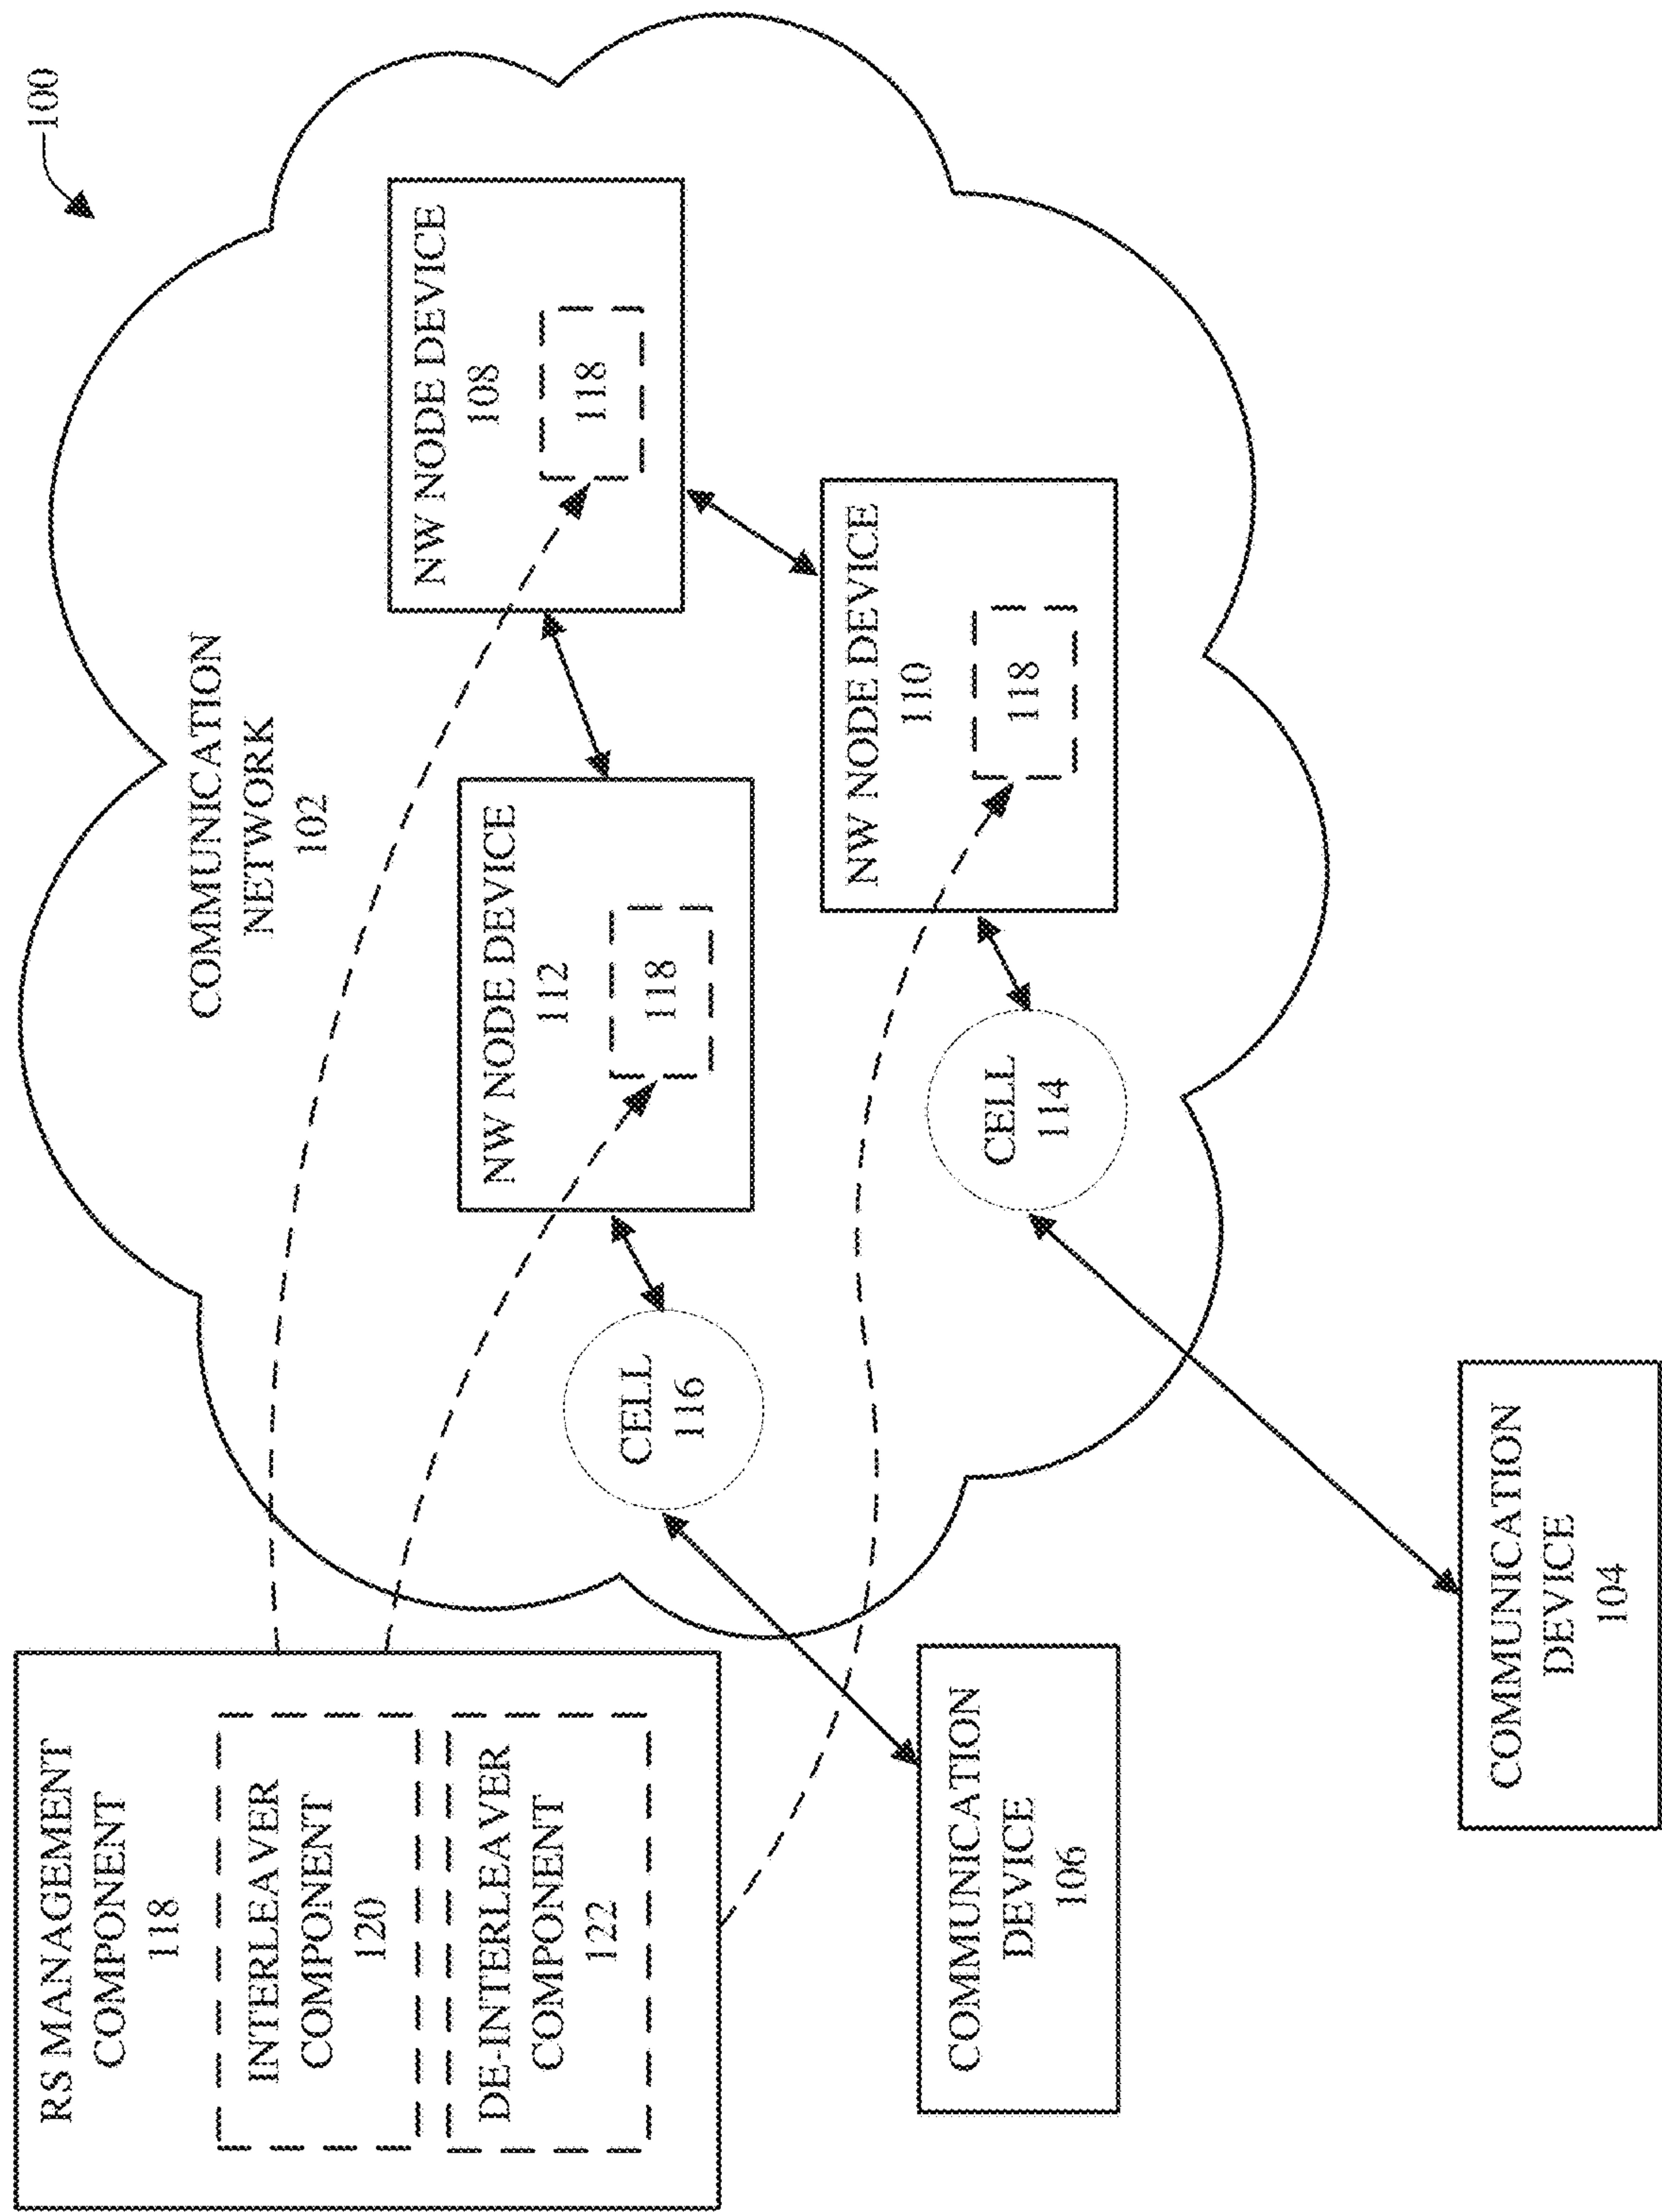 100
COMMUNICATION
NETWORK
102
RS MANAGEMENT
COMPONENT
118
INTERLEAVER
COMPONENT
120
DE-INTERLEAVER
COMPONENT
122
NW NODE DEVICE
108
118
NW NODE DEVICE
112
118
NW NODE DEVICE
110
118
CELL
116
CELL
114
COMMUNICATION
DEVICE
106
COMMUNICATION
DEVICE
104